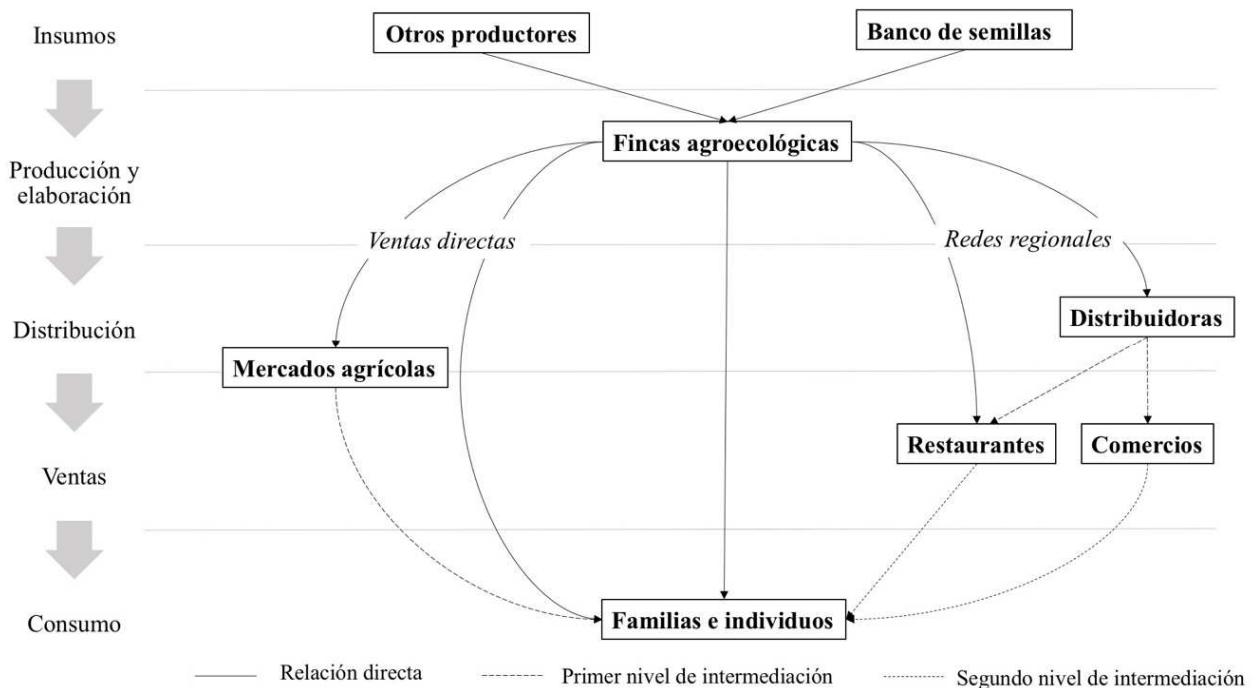 Insumos
Otros productores
Banco de semillas
Fincas agroecológicas
Producción y
elaboración
Ventas directas
Redes regionales
Distribución
Distribuidoras
Mercados agrícolas
Restaurantes
Comercios
Ventas
Consumo
Familias e individuos
Relación directa
Primer nivel de intermediación
Segundo nivel de intermediación